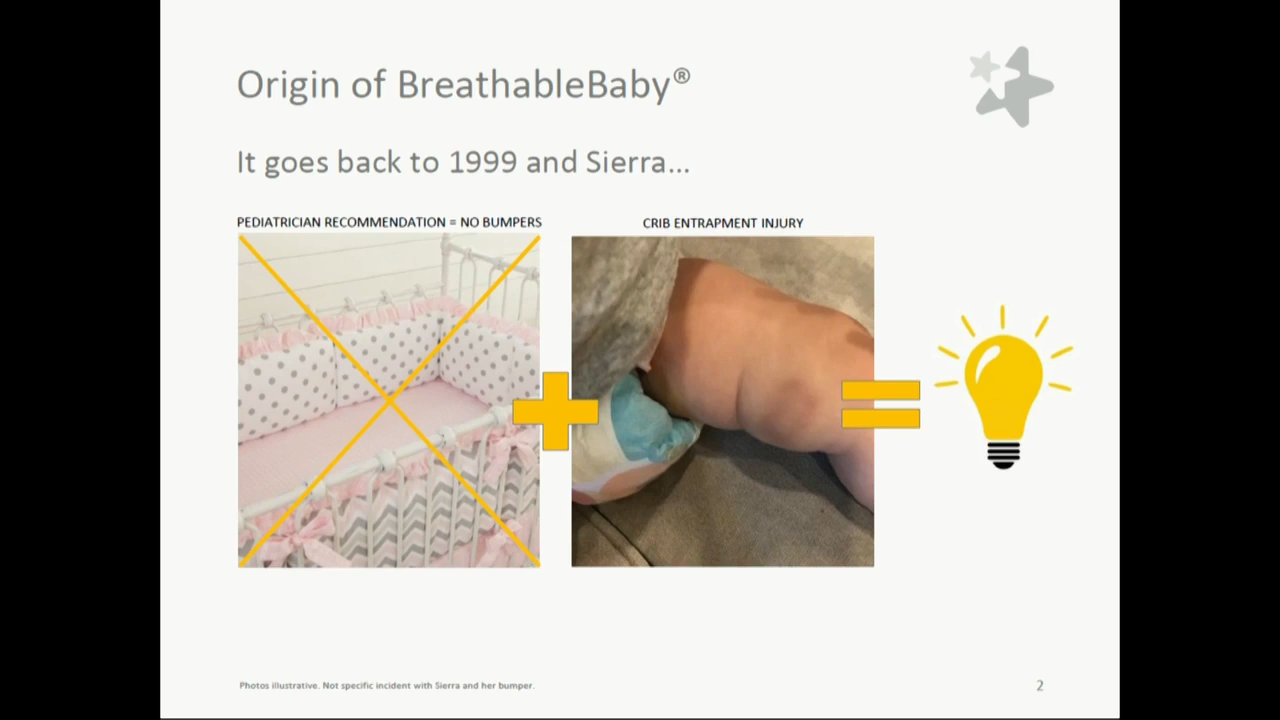 Origin of BreathableBaby®
It goes back to 1999 and Sierra...
PEDIATRICIAN RECOMMENDATION = NO BUMPERS
CRIB ENTRAPMENT INJURY
Photos illustrative. Not specific incident with Sierra and her bumper.
2